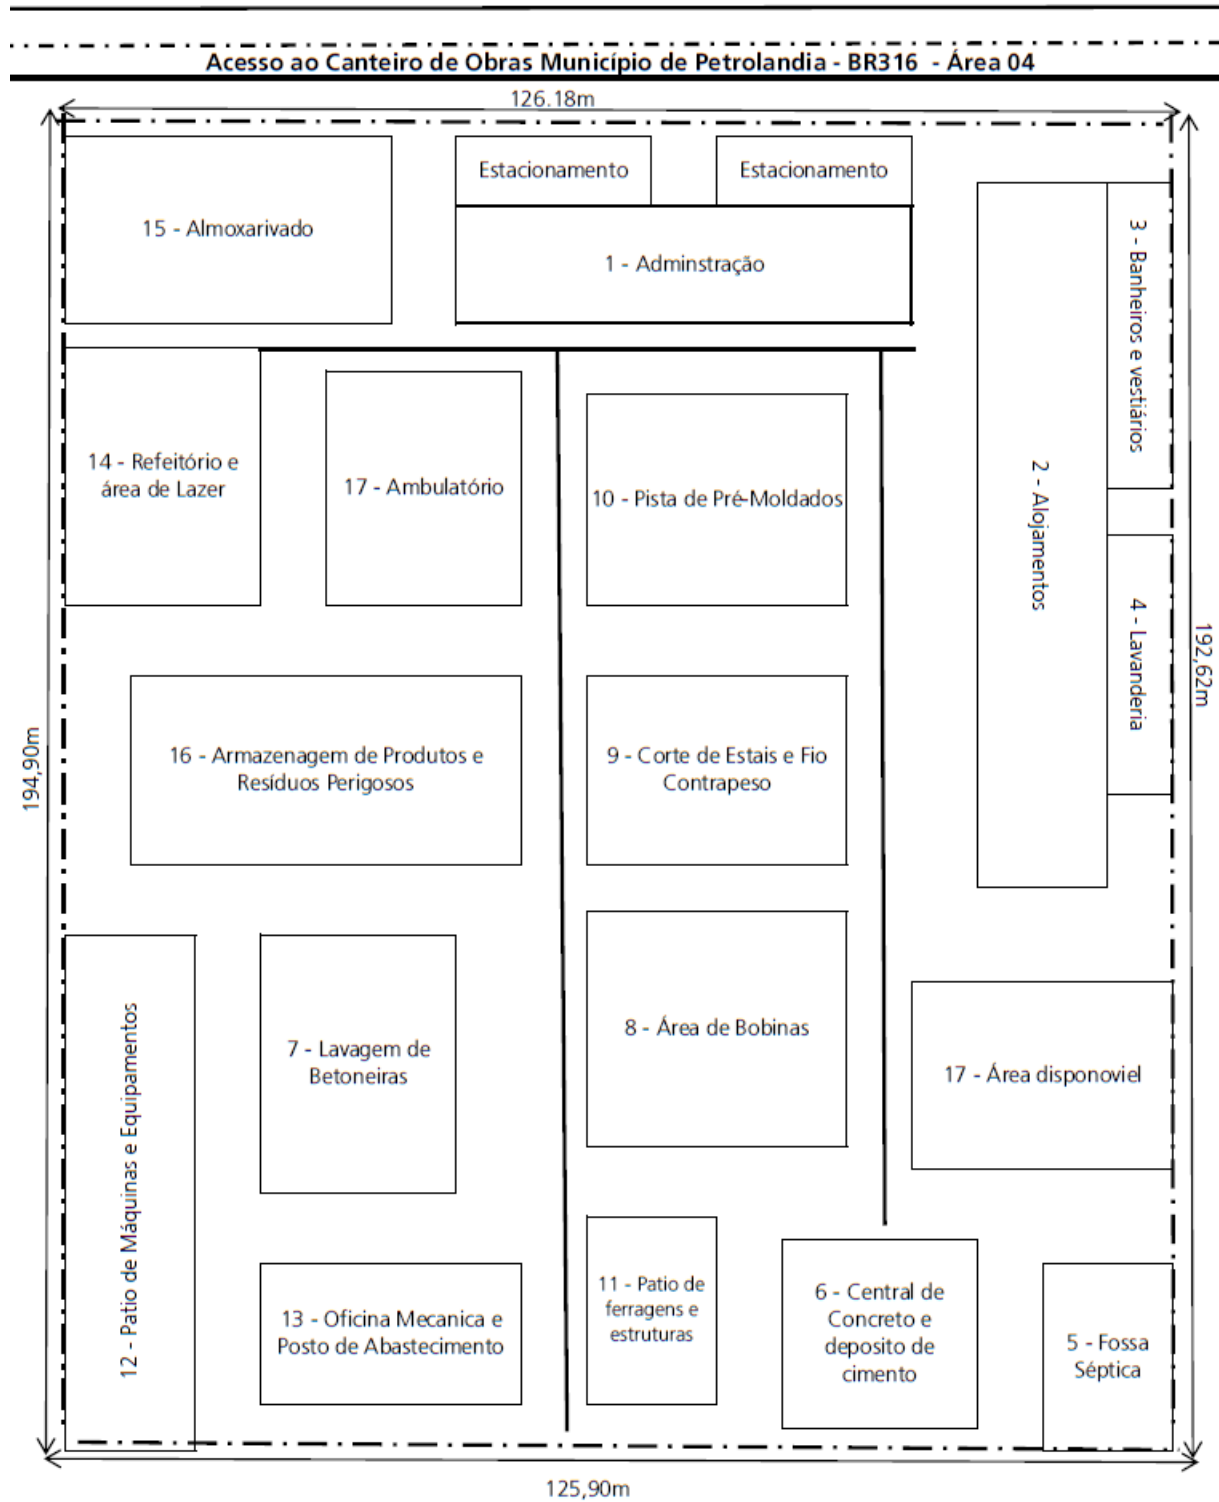 Acesso ao Canteiro de Obras Município de Petrolandia - BR316 - Área 04
126.18m
Estacionamento
Estacionamento
15 - Almoxarivado
1 - Adminstração
3 - Banheiros e vestiários
14 - Refeitório e
área de Lazer
17 - Ambulatório
10 - Pista de Pré-Moldados
2 - Alojamentos
4 - Lavanderia
192,62m
194,90m
16 - Armazenagem de Produtos e
Resíduos Perigosos
9 - Corte de Estais e Fio
Contrapeso
12 - Patio de Máquinas e Equipamentos
7 - Lavagem de
Betoneiras
8 - Área de Bobinas
17 - Área disponoviel
13 - Oficina Mecanica e
Posto de Abastecimento
11 - Patio de
ferragens e
estruturas
6 - Central de
Concreto e
deposito de
cimento
5 - Fossa
Séptica
125,90m